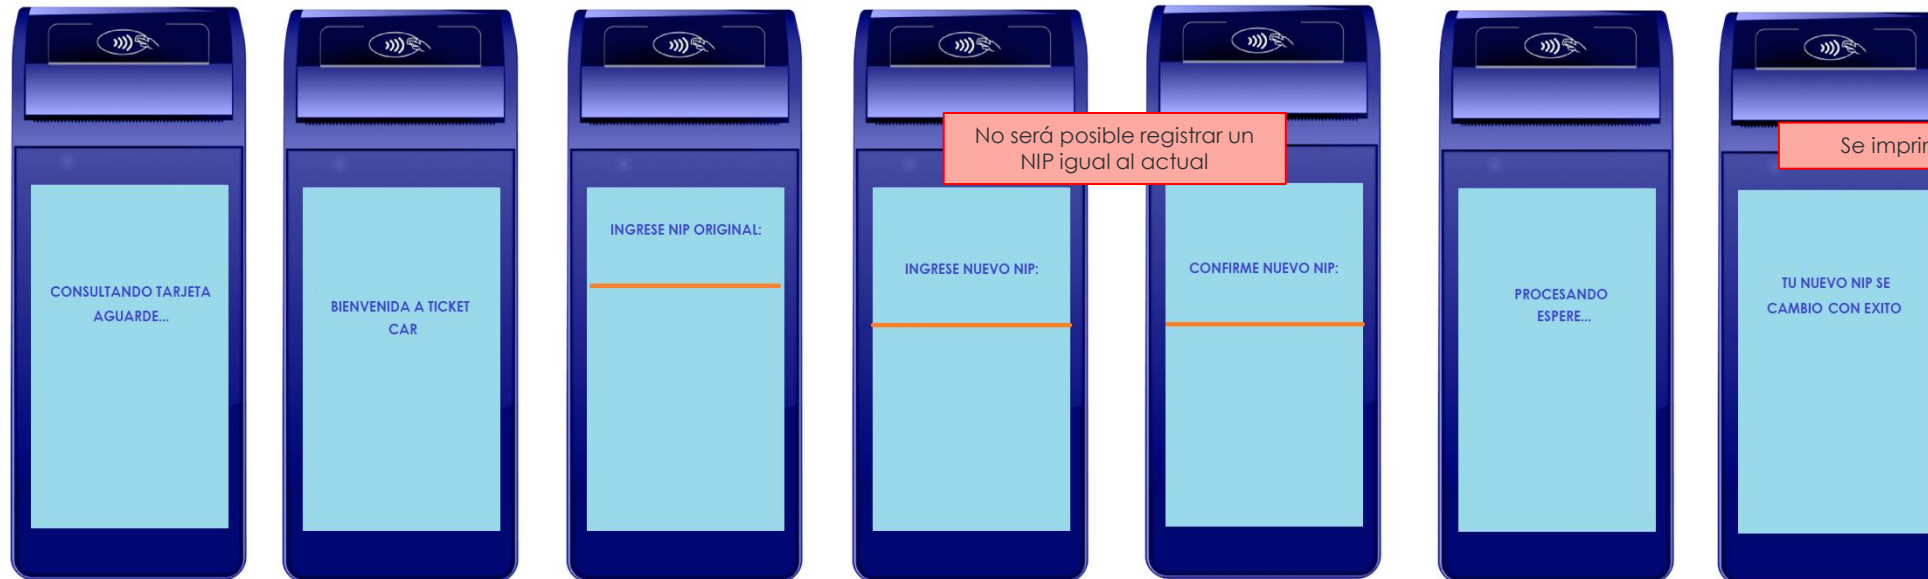 CONSULTANDO TARJETA
AGUARDE...
BIENVENIDA A TICKET
CAR
INGRESE NIP ORIGINAL:
No será posible registrar un
NIP igual al actual
INGRESE NUEVO NIP:
CONFIRME NUEVO NIP:
PROCESANDO
ESPERE...
Se
TU NUEVO NIP SE
CAMBIO CON EXITO